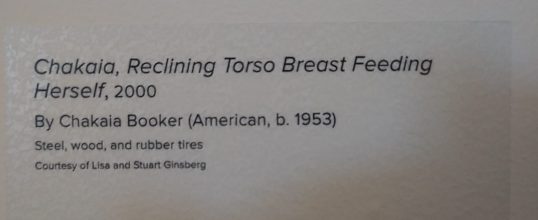 Chakaia, Reclining Torso Breast Feeding
Herself, 2000
By Chakaia Booker (American, b. 1953)
Steel, wood, and rubber tires
Courtesy of Lisa and Stuart Ginsberg